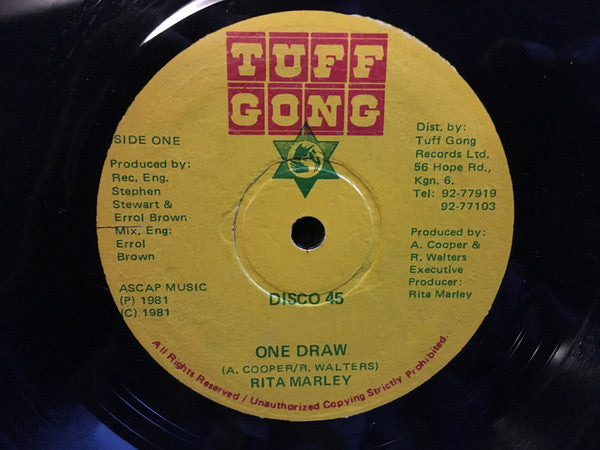 TUFF
GONG
SIDE ONE
Produced by:
Rec. Eng.
Stephen
Stewart &
Errol Brown
Mix. Eng:
Errol
Brown
ASCAP MUSIC
(P) 1981
(C) 1981
Dist. by:
Tuff Gong
Records Ltd.
56 Hope Rd.,
Kgn. 6.
Tel: 92-77919
92-77103
Produced by:
A. Cooper &
R. Walters
Executive
Producer:
Rita Marley
DISCO 45
ONE DRAW
(A. COOPER/R. WALTERS)
RITA MARLEY
All Rights Reserved / Unauthorized Copying Strictly Prohibited.